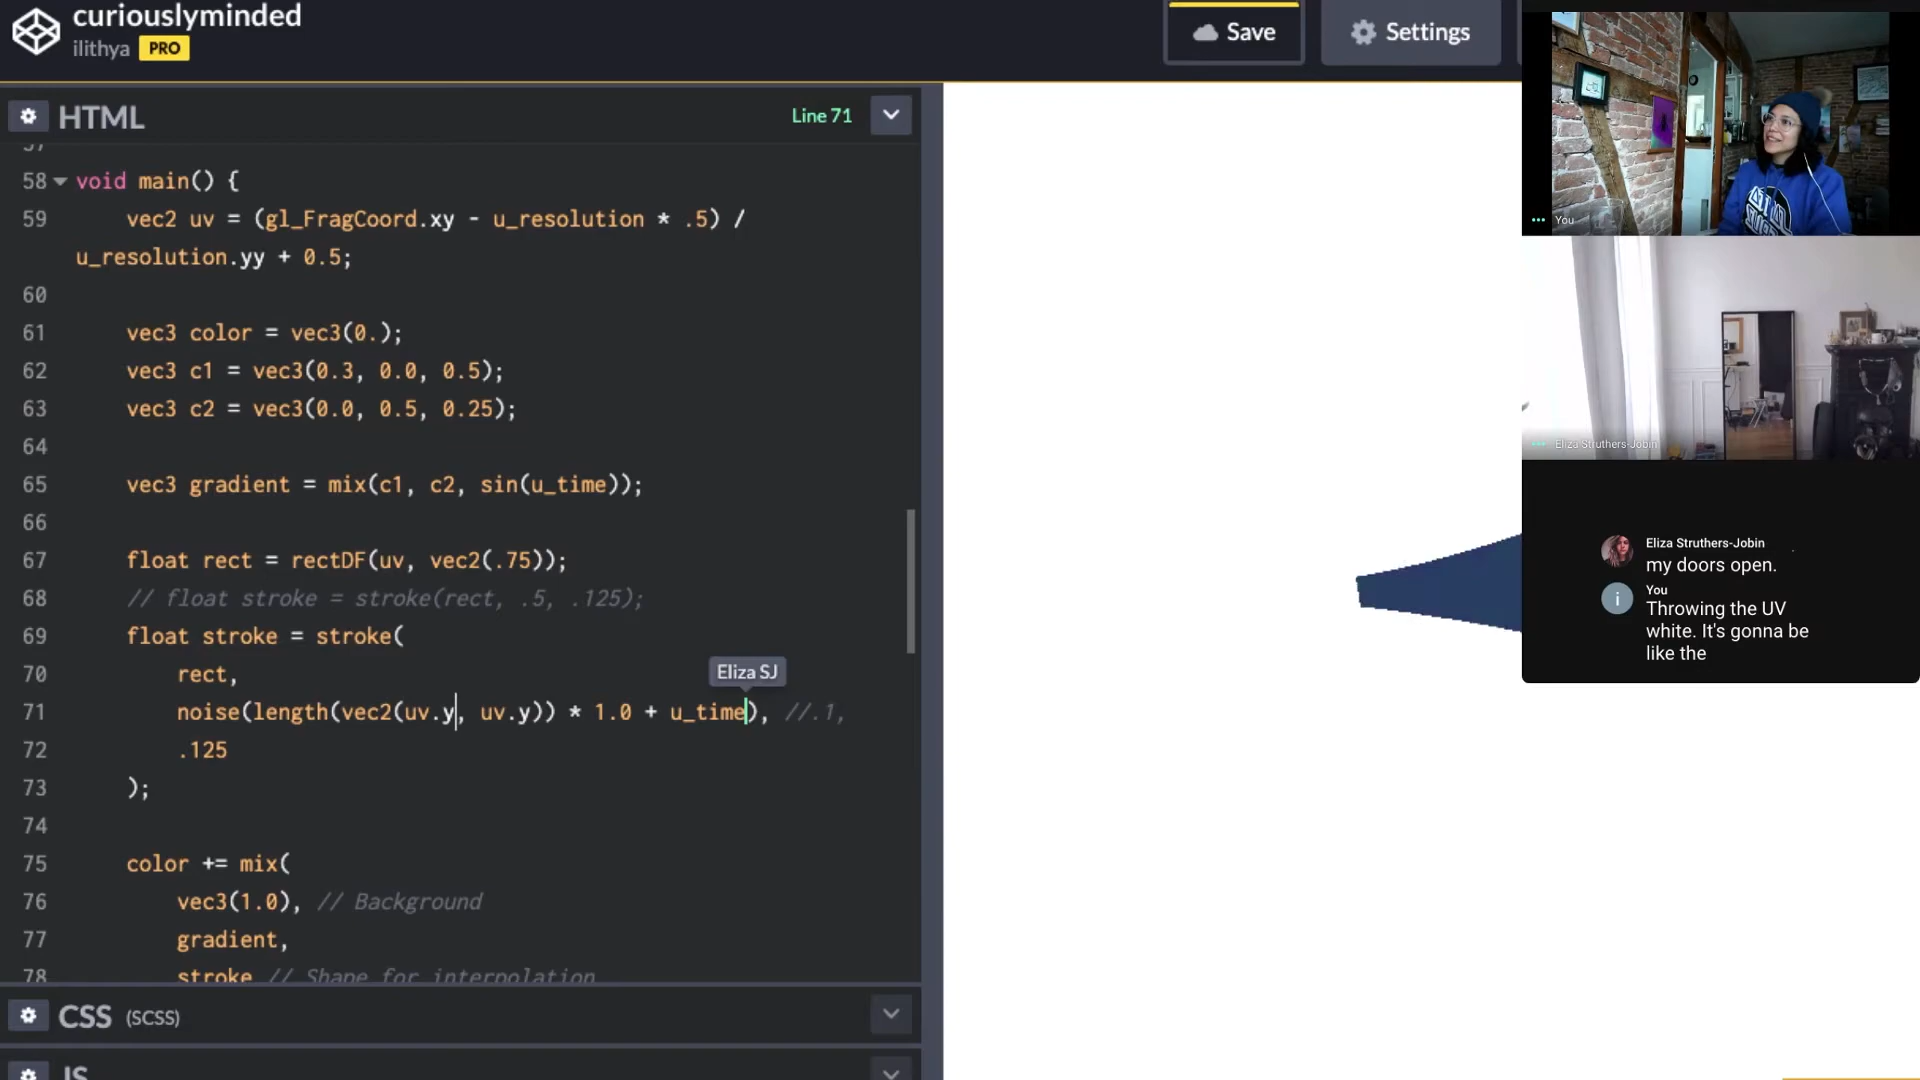 curiouslyminded
ilithya PRO
Save
Settings
HTML
Line 71
57
58 void main() {
59 vec2 uv = (gl_FragCoord.xy - u_resolution * .5) /
u_resolution.yy + 0.5;
60
61 vec3 color = vec3(0.);
62 vec3 c1 = vec3(0.3, 0.0, 0.5);
63 vec3 c2 = vec3(0.0, 0.5, 0.25);
64
65 vec3 gradient = mix(c1, c2, sin(u_time));
66
67 float rect = rectDF(uv, vec2(.75));
68 // float stroke = stroke(rect, .5, .125);
69 float stroke = stroke(
70 rect,
Eliza SJ
71 noise(length(vec2(uv.y, uv.y)) * 1.0 + u_time), //.1,
72 .125
73 );
74
75 color += mix(
76 vec3(1.0), // Background
77 gradient,
78 stroke // Shape for interpolation
CSS (SCSS)
JS
You
Eliza Struthers-Jobin
Eliza Struthers-Jobin
my doors open.
i
You
Throwing the UV
white. It's gonna be
like the